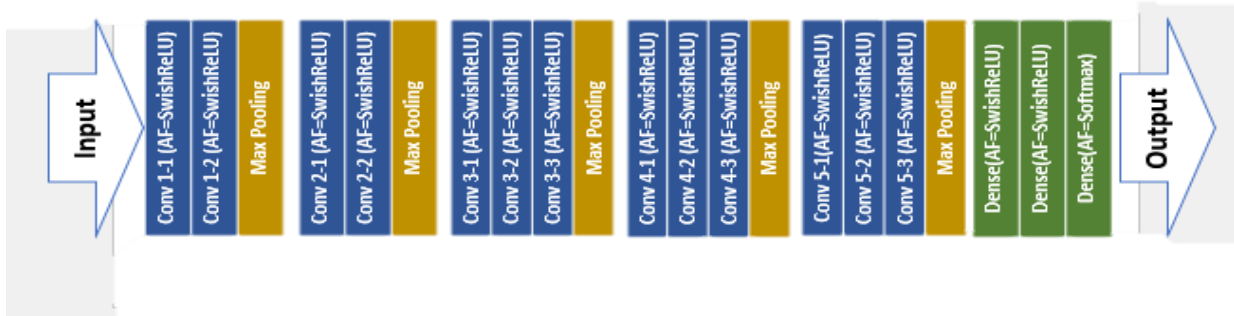 Input
Conv 1-1 (AF=SwishReLU)
Conv 1-2 (AF=SwishReLU)
Max Pooling
Conv 2-1 (AF=SwishReLU)
Conv 2-2 (AF=SwishReLU)
Max Pooling
Conv 3-1 (AF=SwishReLU)
Conv 3-2 (AF=SwishReLU)
Conv 3-3 (AF=SwishReLU)
Max Pooling
Conv 4-1 (AF=SwishReLU)
Conv 4-2 (AF=SwishReLU)
Conv 4-3 (AF=SwishReLU)
Max Pooling
Conv 5-1(AF=SwishReLU)
Conv 5-2 (AF=SwishReLU)
Conv 5-3 (AF=SwishReLU)
Max Pooling
Dense(AF=SwishReLU)
Dense(AF=SwishReLU)
Dense(AF=Softmax)
Output